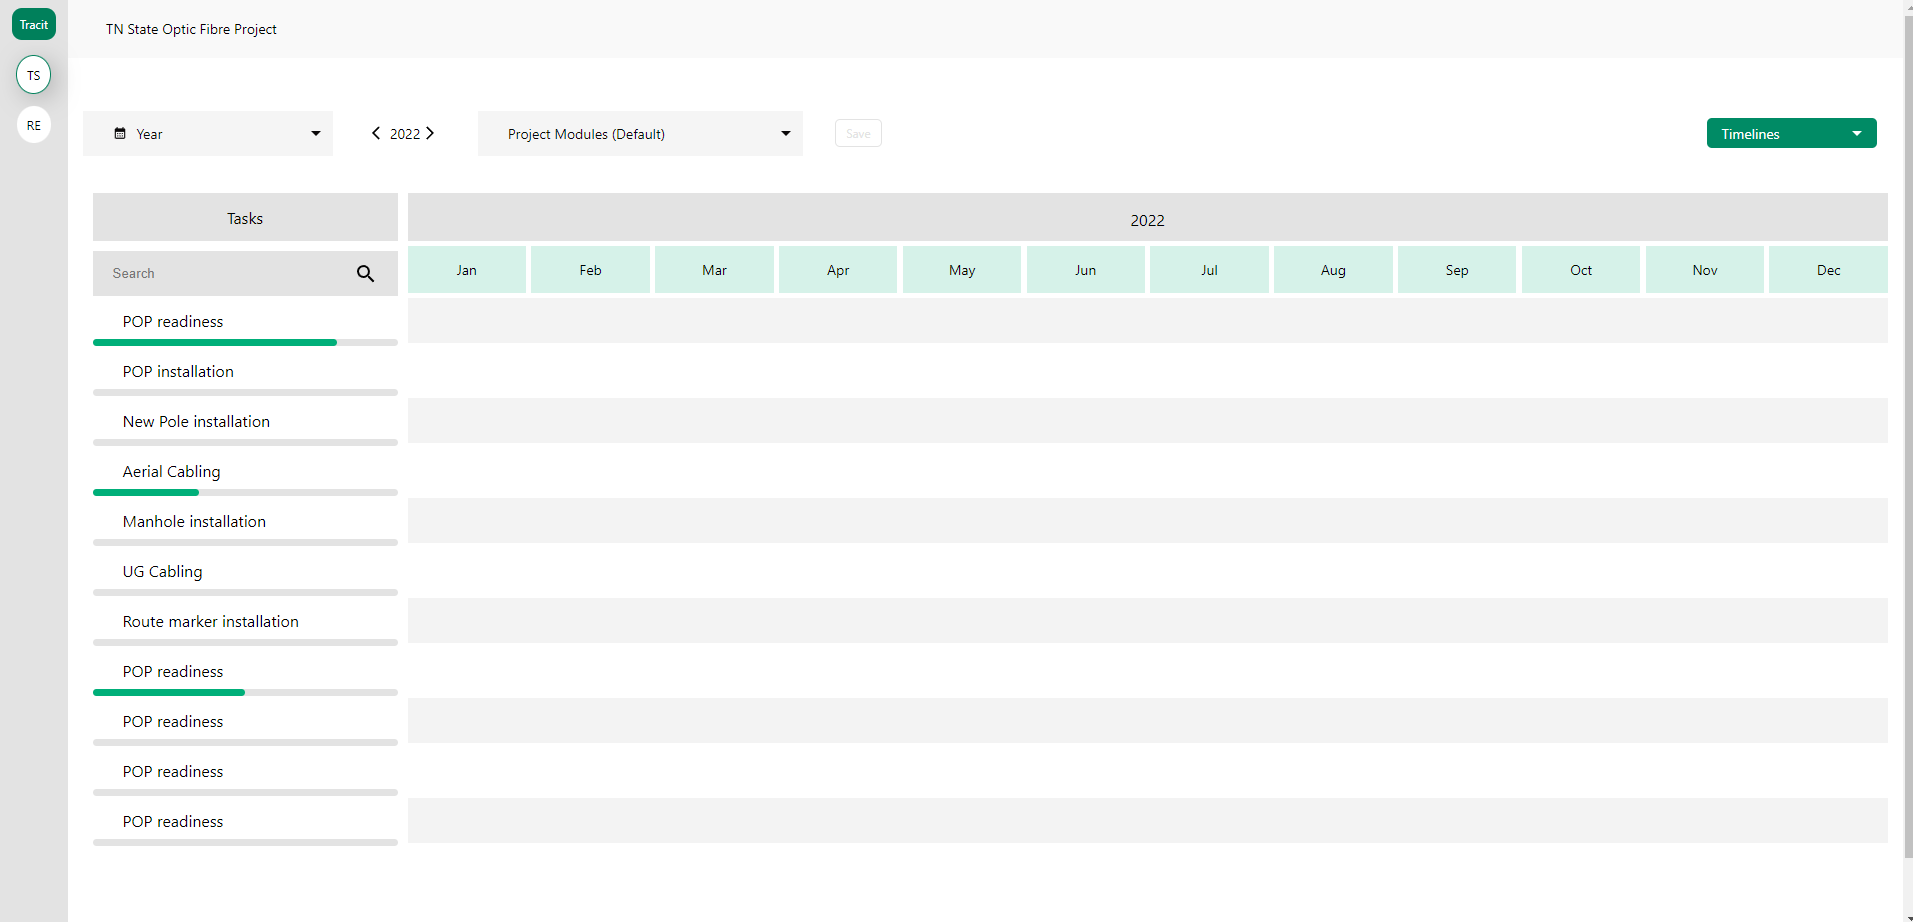 Tracit
TS
RE
TN State Optic Fibre Project
Year
2022
Project Modules (Default)
Save
Timelines
Tasks
2022
Search
Jan Feb Mar Apr May Jun Jul Aug Sep Oct Nov Dec
POP readiness
POP installation
New Pole installation
Aerial Cabling
Manhole installation
UG Cabling
Route marker installation
POP readiness
POP readiness
POP readiness
POP readiness